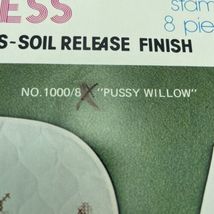 ESS
stam
8 pie
S-SOIL RELEASE FINISH
NO. 1000/8 X "PUSSY WILLOW"